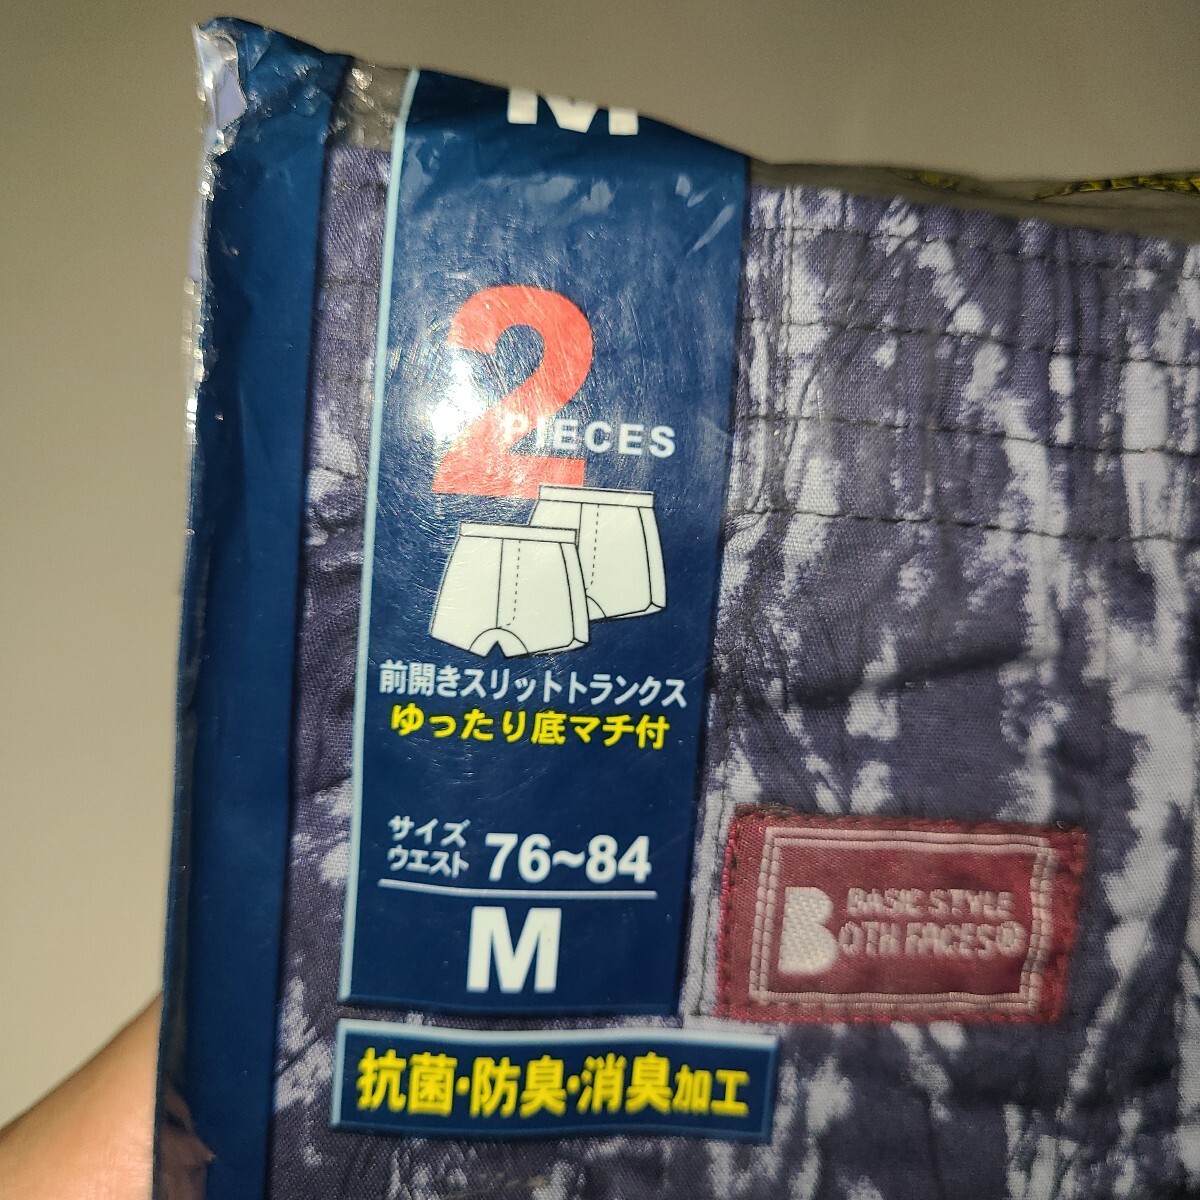 M
2
PIECES
前開きスリットトランクス
ゆったり底マチ付
サイズ
ウエスト 76~84
M
抗菌・防臭・消臭加工
BASIC STYLE
BOTH FACES®